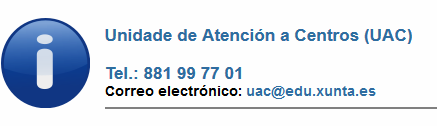 Unidade de Atención a Centros (UAC)
Tel.: 881 99 77 01
Correo electrónico: uac@edu.xunta.es